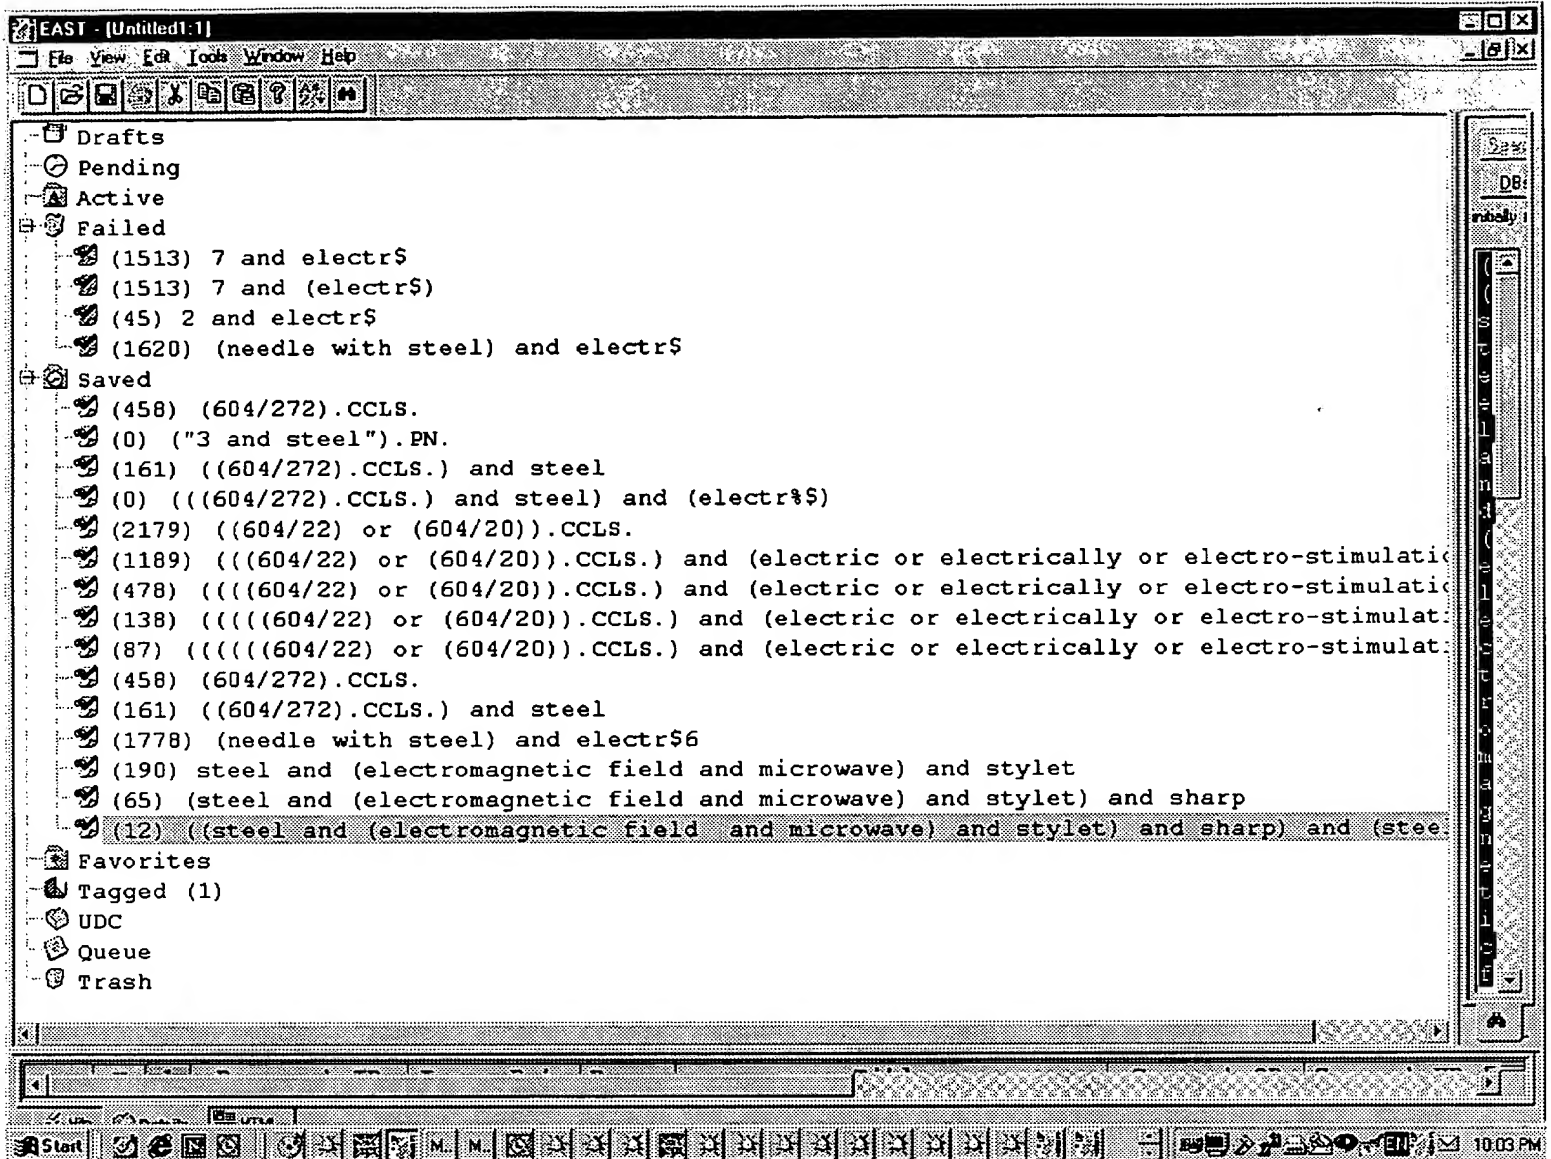 EAST - [Untitled1:1]
File View Edit Tools Window Help
Drafts
Pending
Active
Failed
(1513) 7 and electr$
(1513) 7 and (electr$)
(45) 2 and electr$
(1620) (needle with steel) and electr$
Saved
(458) (604/272).CCLS.
(0) ("3 and steel").PN.
(161) ((604/272).CCLS.) and steel
(0) (((604/272).CCLS.) and steel) and (electr%$)
(2179) ((604/22) or (604/20)).CCLS.
(1189) (((604/22) or (604/20)).CCLS.) and (electric or electrically or electro-stimulatio
(478) ((((604/22) or (604/20)).CCLS.) and (electric or electrically or electro-stimulatio
(138) (((((604/22) or (604/20)).CCLS.) and (electric or electrically or electro-stimulat
(87) ((((((604/22) or (604/20)).CCLS.) and (electric or electrically or electro-stimulat
(458) (604/272).CCLS.
(161) ((604/272).CCLS.) and steel
(1778) (needle with steel) and electr$6
(190) steel and (electromagnetic field and microwave) and stylet
(65) (steel and (electromagnetic field and microwave) and stylet) and sharp
(12) ((steel and (electromagnetic field and microwave) and stylet) and sharp) and (stee
Favorites
Tagged (1)
UDC
Queue
Trash
DBs
Start
M..
M..
EN
10:03 PM